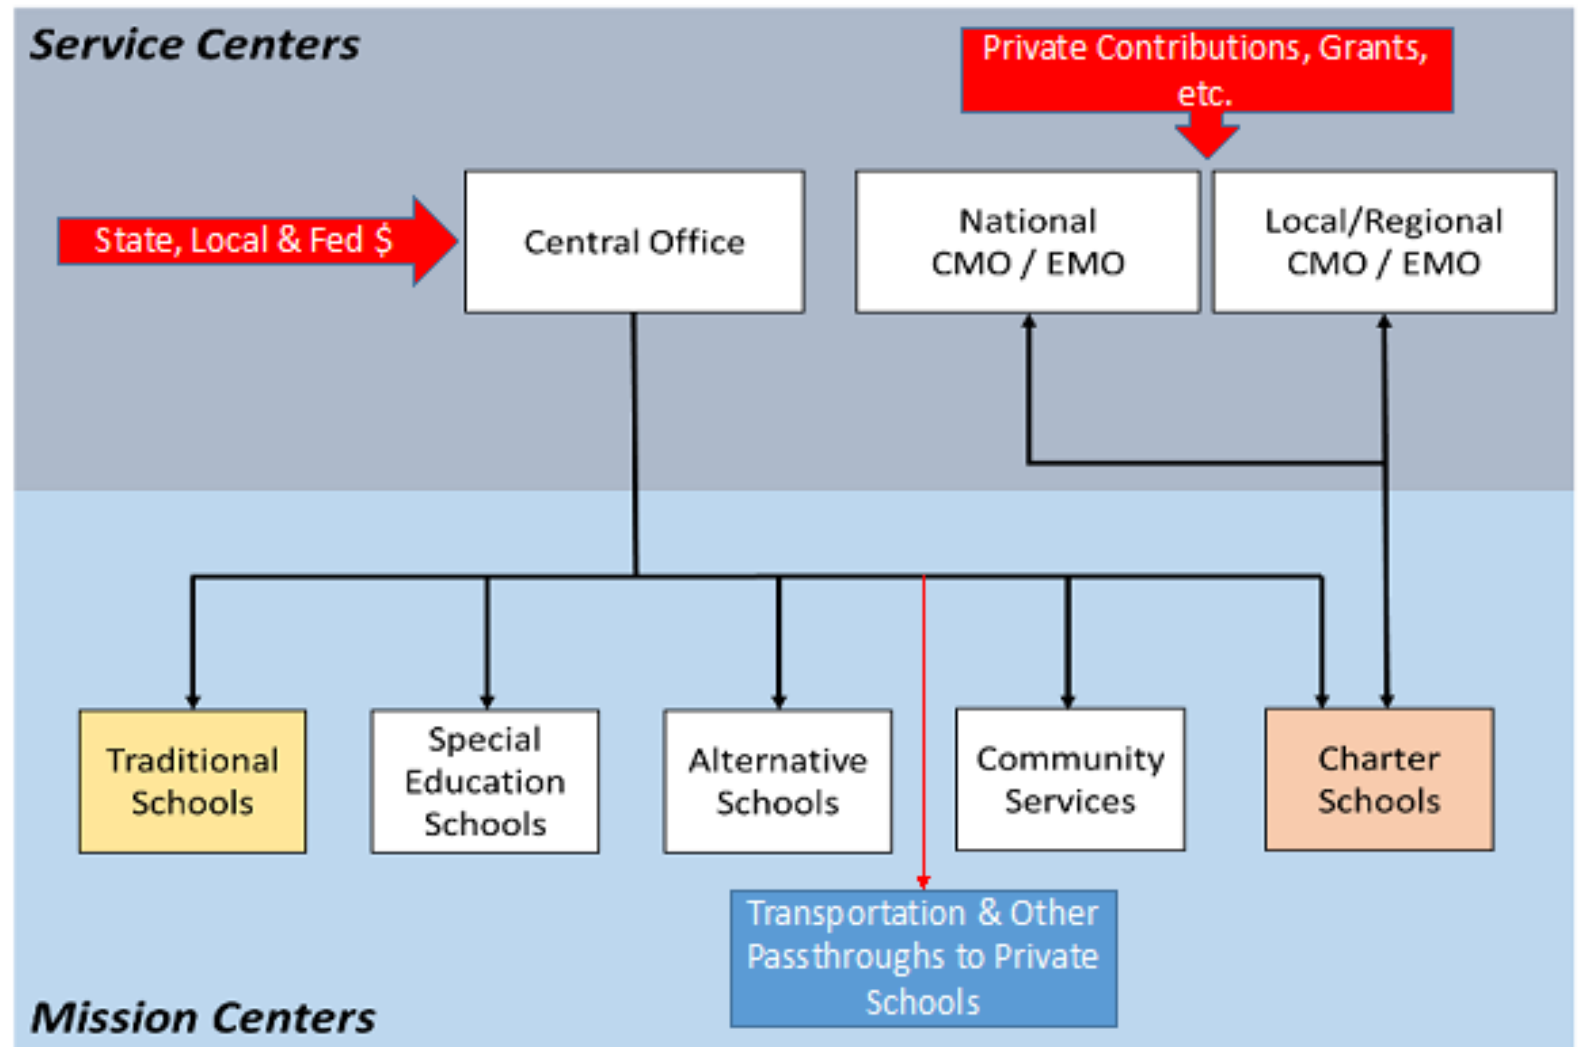 Service Centers
Private Contributions, Grants,
etc.
State, Local & Fed $
Central Office
National
CMO / EMO
Local/Regional
CMO / EMO
Traditional
Schools
Special
Education
Schools
Alternative
Schools
Community
Services
Charter
Schools
Transportation & Other
Passthroughs to Private
Schools
Mission Centers